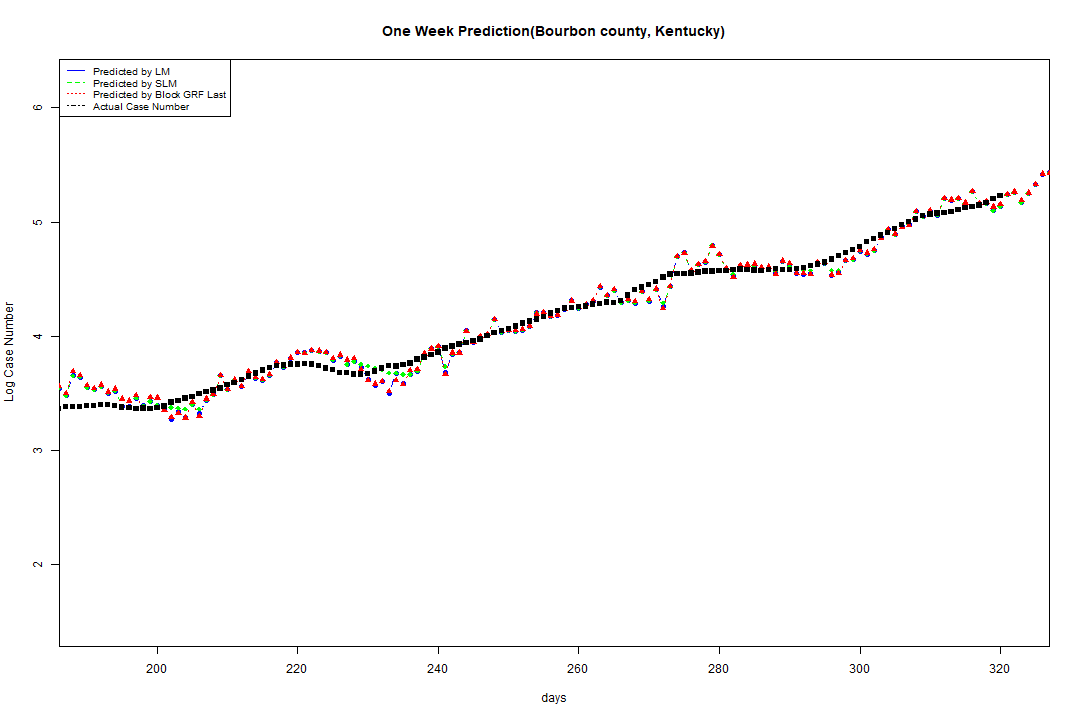 One Week Prediction(Bourbon county, Kentucky)
Predicted by LM
Predicted by SLM
Predicted by Block GRF Last
Actual Case Number
6
5
4
3
2
Log Case Number
200 220 240 260 280 300 320
days